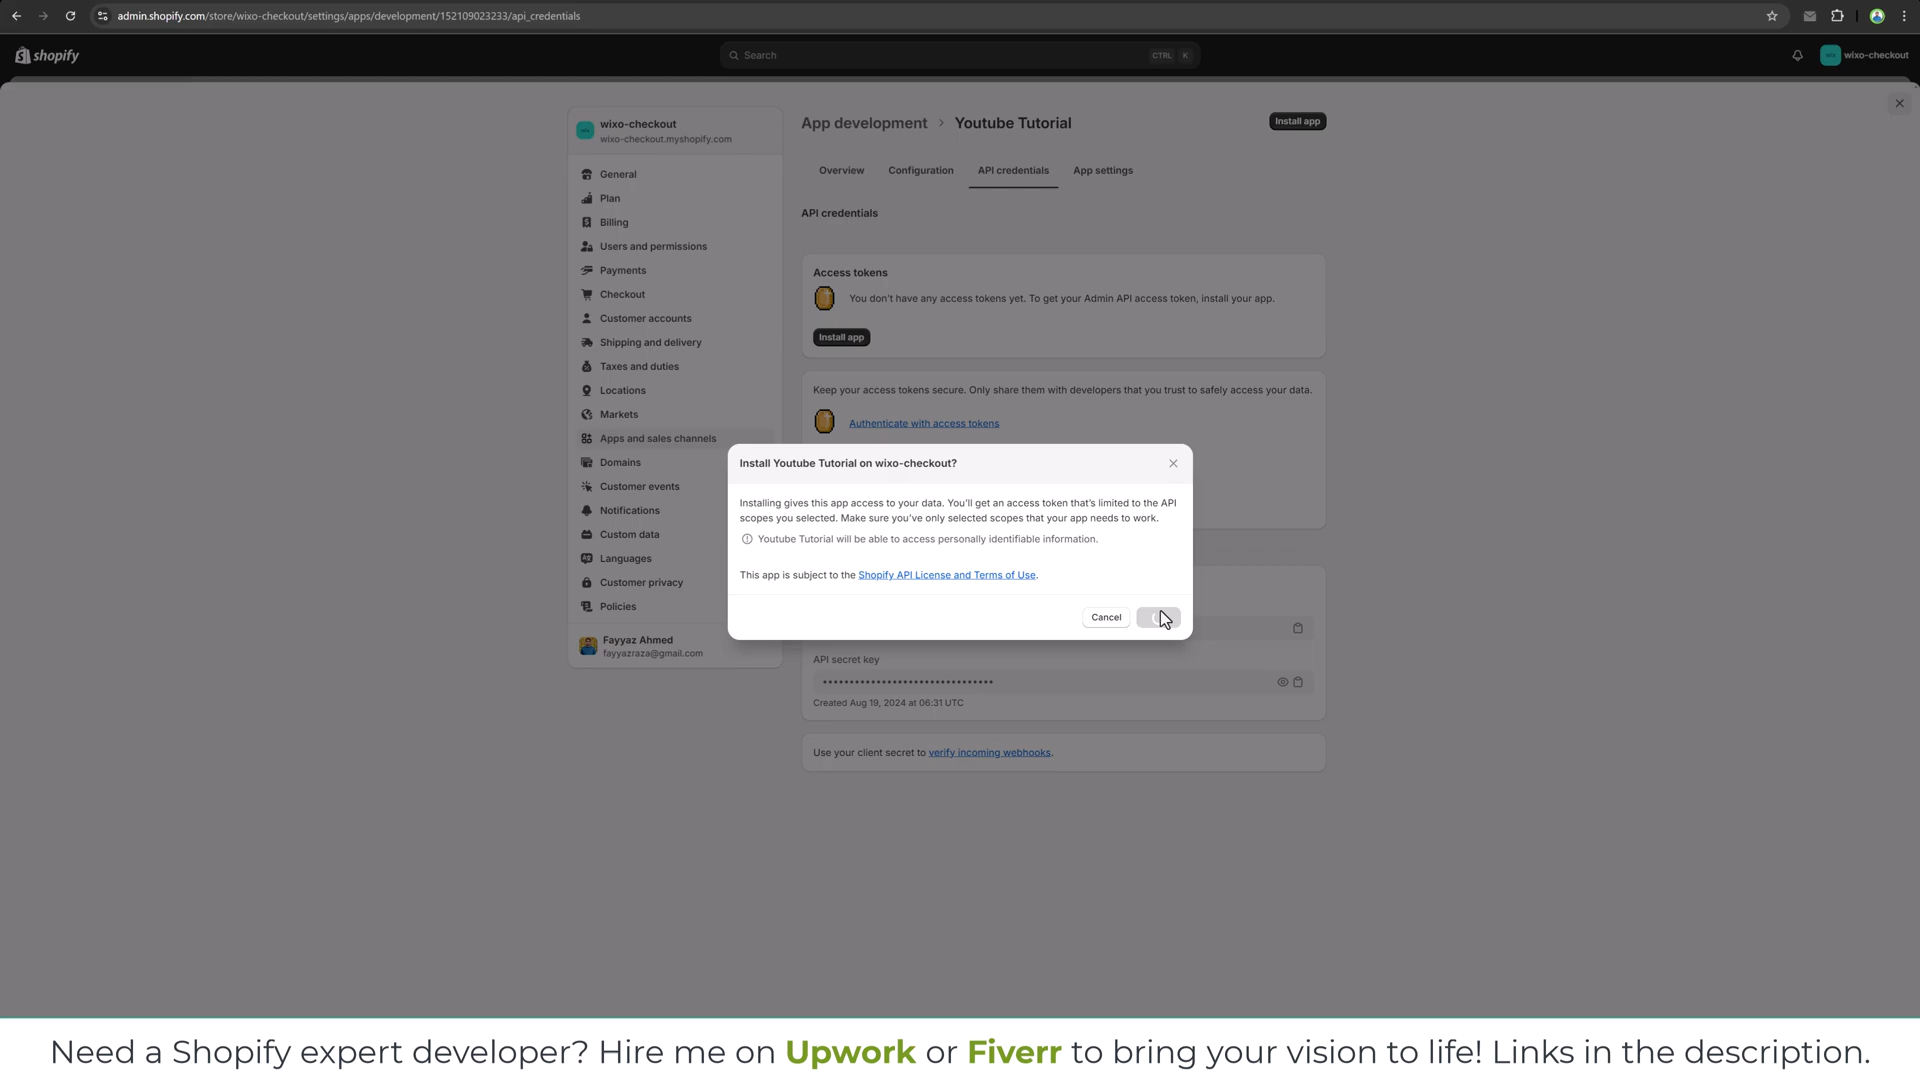 admin.shopify.com/store/wixo-checkout/settings/apps/development/152109023233/api_credentials
shopify
Search
CTRL K
wixo-checkout
wixo-checkout
wixo-checkout.myshopify.com
General
Plan
Billing
Users and permissions
Payments
Checkout
Customer accounts
Shipping and delivery
Taxes and duties
Locations
Markets
Apps and sales channels
Domains
Customer events
Notifications
Custom data
Languages
Customer privacy
Policies
Fayyaz Ahmed
fayyazraza@gmail.com
App development › Youtube Tutorial
Install app
Overview Configuration API credentials App settings
API credentials
Access tokens
You don't have any access tokens yet. To get your Admin API access token, install your app.
Install app
Keep your access tokens secure. Only share them with developers that you trust to safely access your data.
Authenticate with access tokens
Install Youtube Tutorial on wixo-checkout?
Installing gives this app access to your data. You'll get an access token that's limited to the API
scopes you selected. Make sure you've only selected scopes that your app needs to work.
Youtube Tutorial will be able to access personally identifiable information.
This app is subject to the Shopify API License and Terms of Use.
Cancel
API secret key
••••••••••••••••••••••••••••••••
Created Aug 19, 2024 at 06:31 UTC
Use your client secret to verify incoming webhooks.
Need a Shopify expert developer? Hire me on Upwork or Fiverr to bring your vision to life! Links in the description.